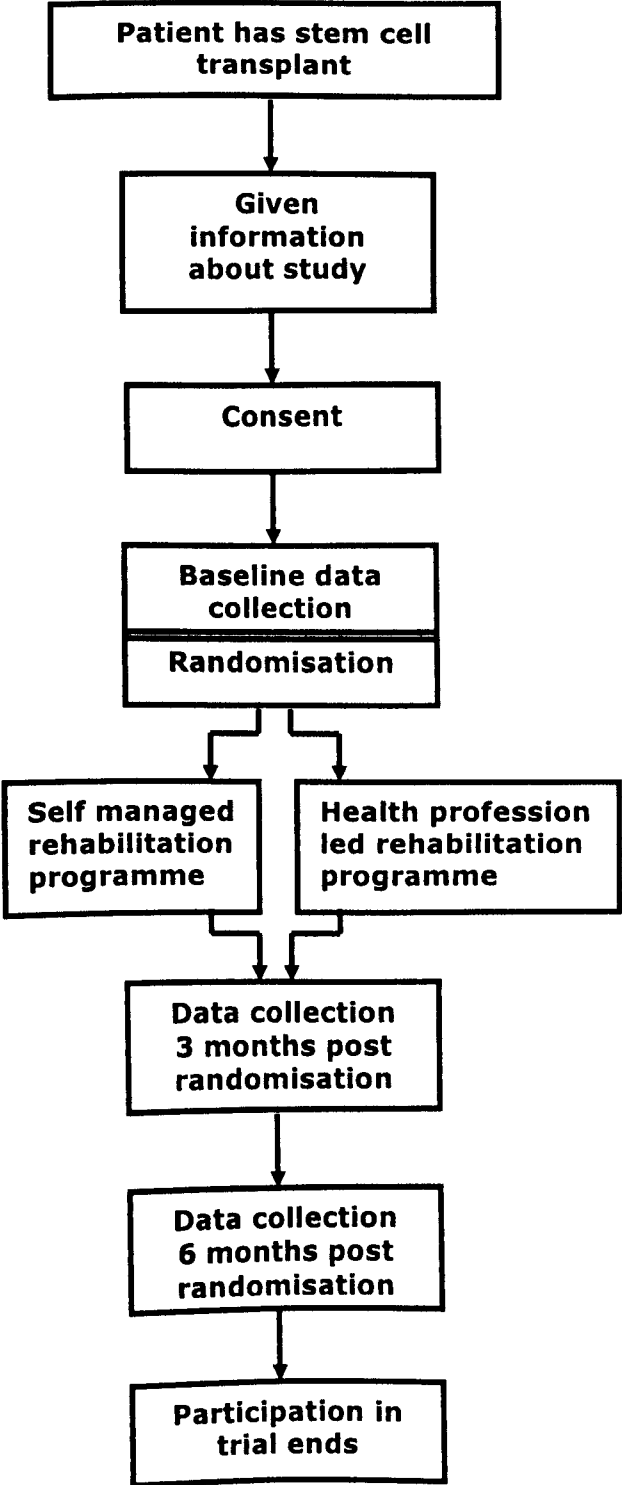 Patient has stem cell
transplant
Given
information
about study
Consent
Baseline data
collection
Randomisation
Self managed
rehabilitation
programme
Health profession
led rehabilitation
programme
Data collection
3 months post
randomisation
Data collection
6 months post
randomisation
Participation in
trial ends